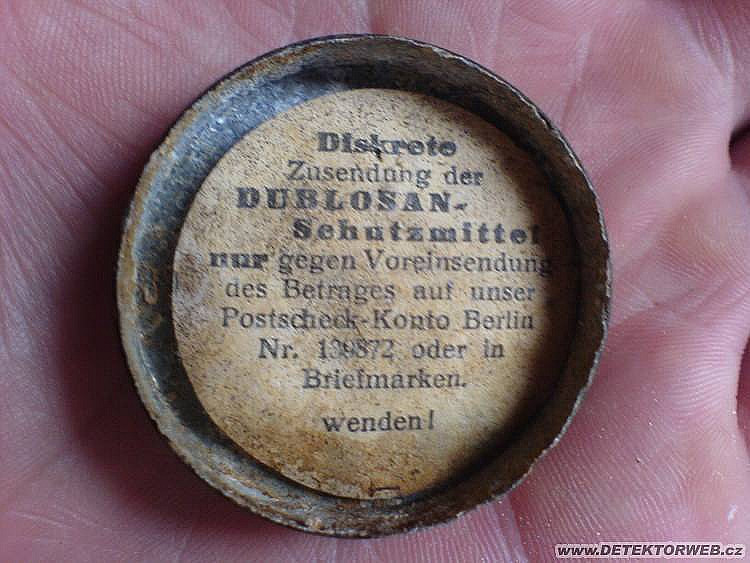 Diskrete
Zusendung der
DUBLOSAN-
Schutzmittel
nur gegen Voreinsendung
des Betrages auf unser
Postscheck-Konto Berlin
Nr. 139872 oder in
Briefmarken.
wenden!
www.DETEKTORWEB.cz